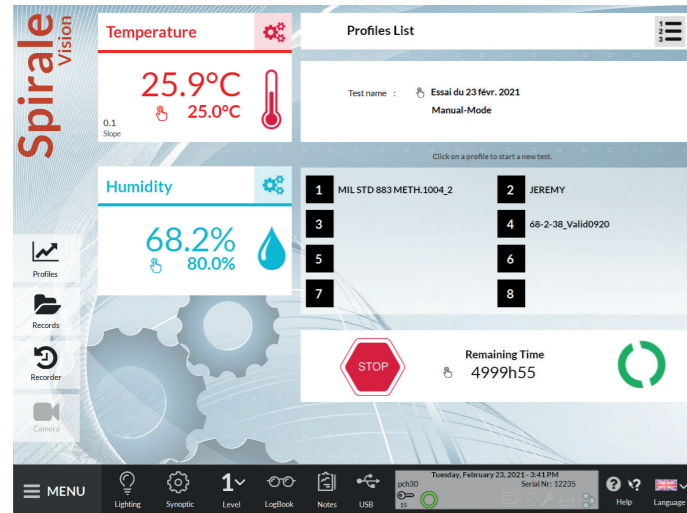 Spirale
Vision
Temperature
25.9°C
25.0°C
0.1
Slope
Humidity
68.2%
80.0%
Profiles List
1
2
3
Test name :
Essai du 23 févr. 2021
Manual-Mode
Click on a profile to start a new test.
1 MIL STD 883 METH.1004_2
2 JEREMY
3
4 68-2-38_Valid0920
5
6
7
8
STOP
Remaining Time
4999h55
Profiles
Records
Recorder
Camera
MENU
Lighting
Synoptic
1
Level
LogBook
Notes
USB
Tuesday, February 23, 2021 - 3:41 PM
pch30
Serial Nr: 12235
1s
Help
Language